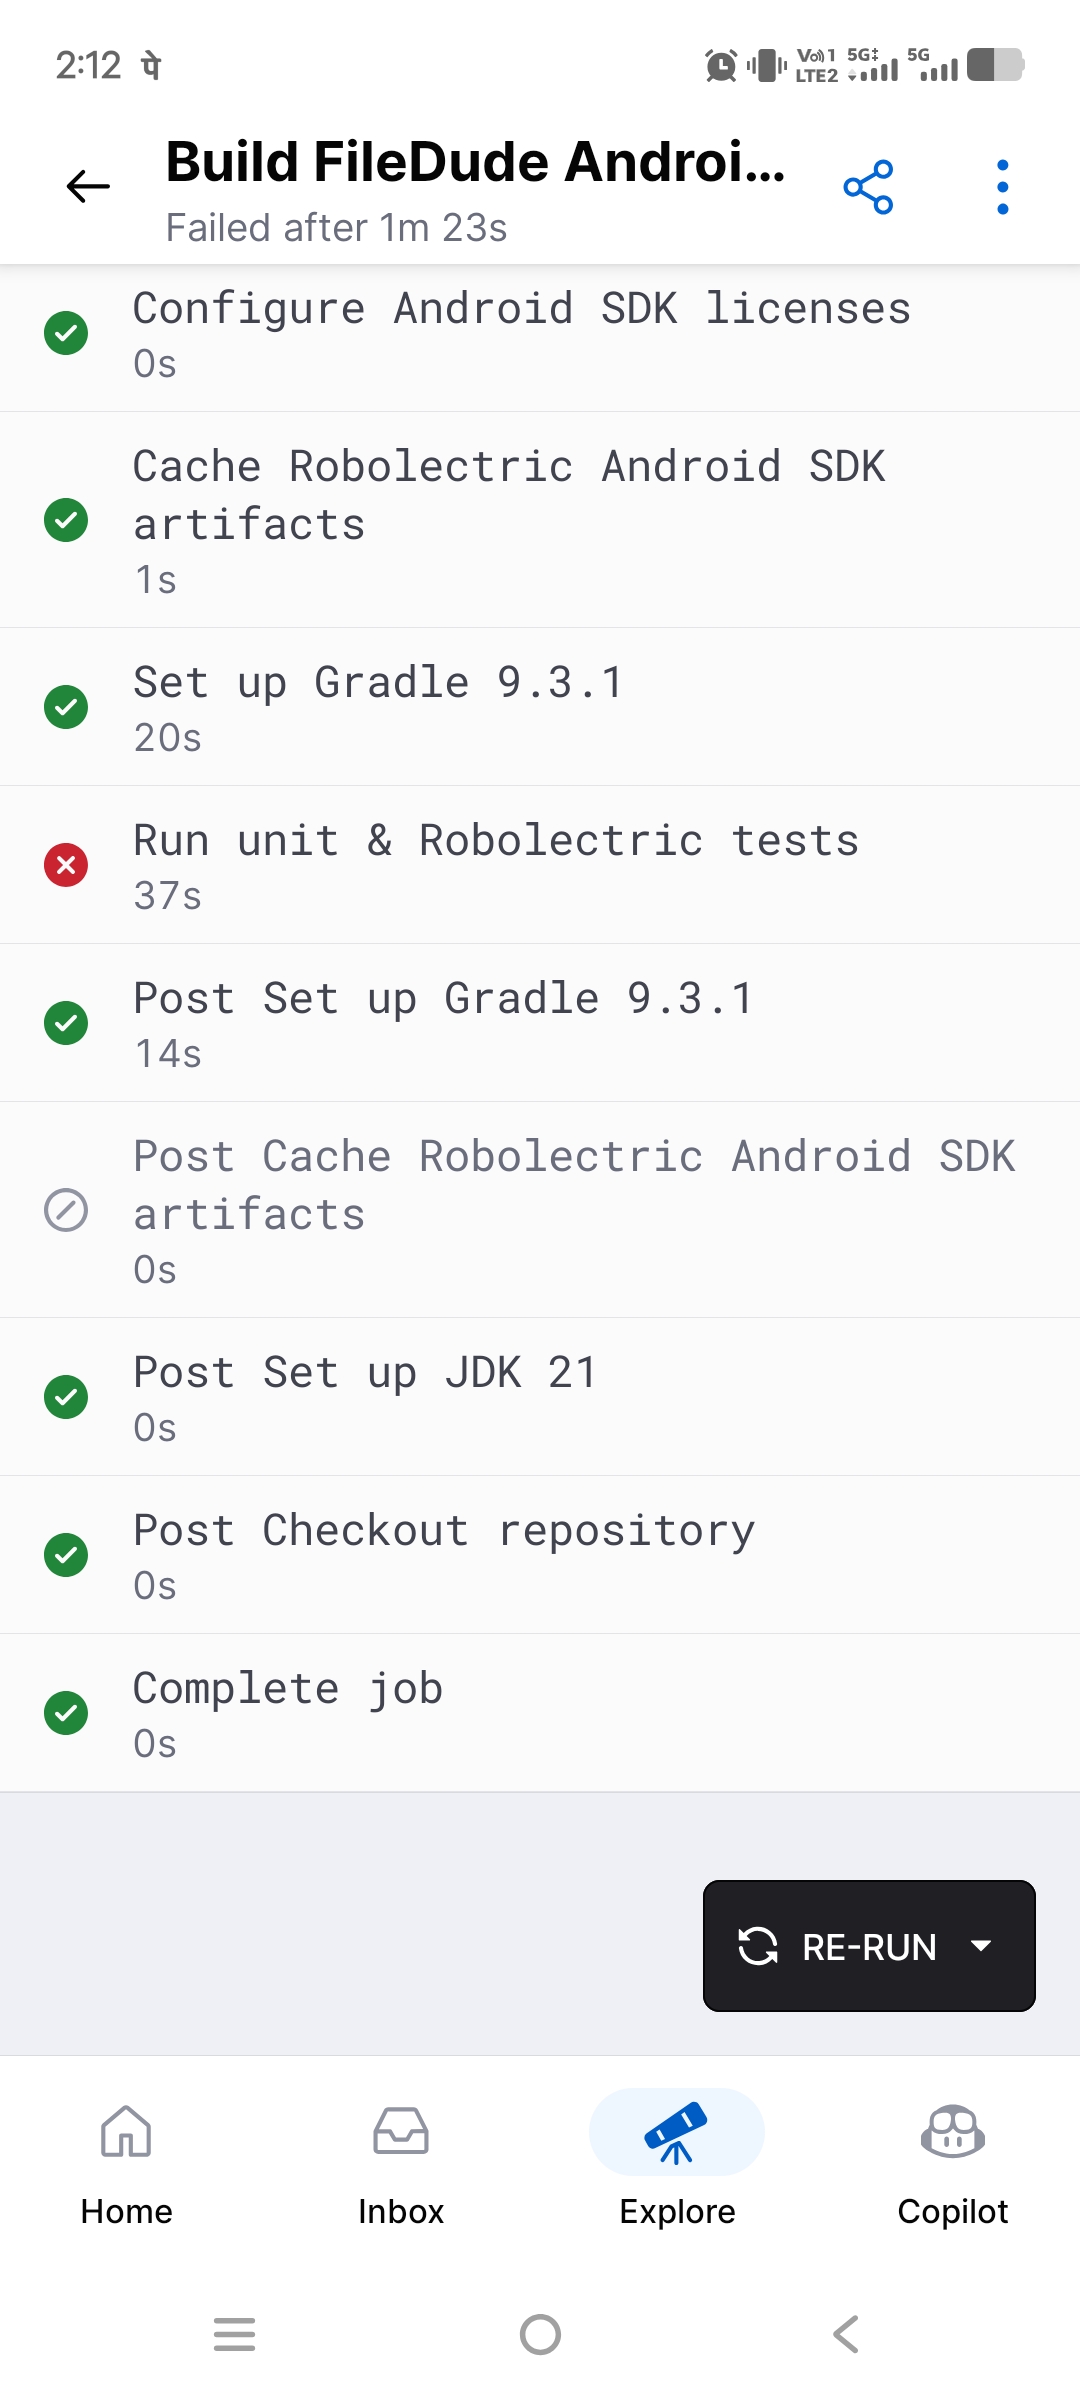 2:12 पे
Vo))1 LTE2 5G‡ 5G
Build FileDude Androi...
Failed after 1m 23s
Configure Android SDK licenses
0s
Cache Robolectric Android SDK
artifacts
1s
Set up Gradle 9.3.1
20s
Run unit & Robolectric tests
37s
Post Set up Gradle 9.3.1
14s
Post Cache Robolectric Android SDK
artifacts
0s
Post Set up JDK 21
0s
Post Checkout repository
0s
Complete job
0s
RE-RUN
Home Inbox Explore Copilot